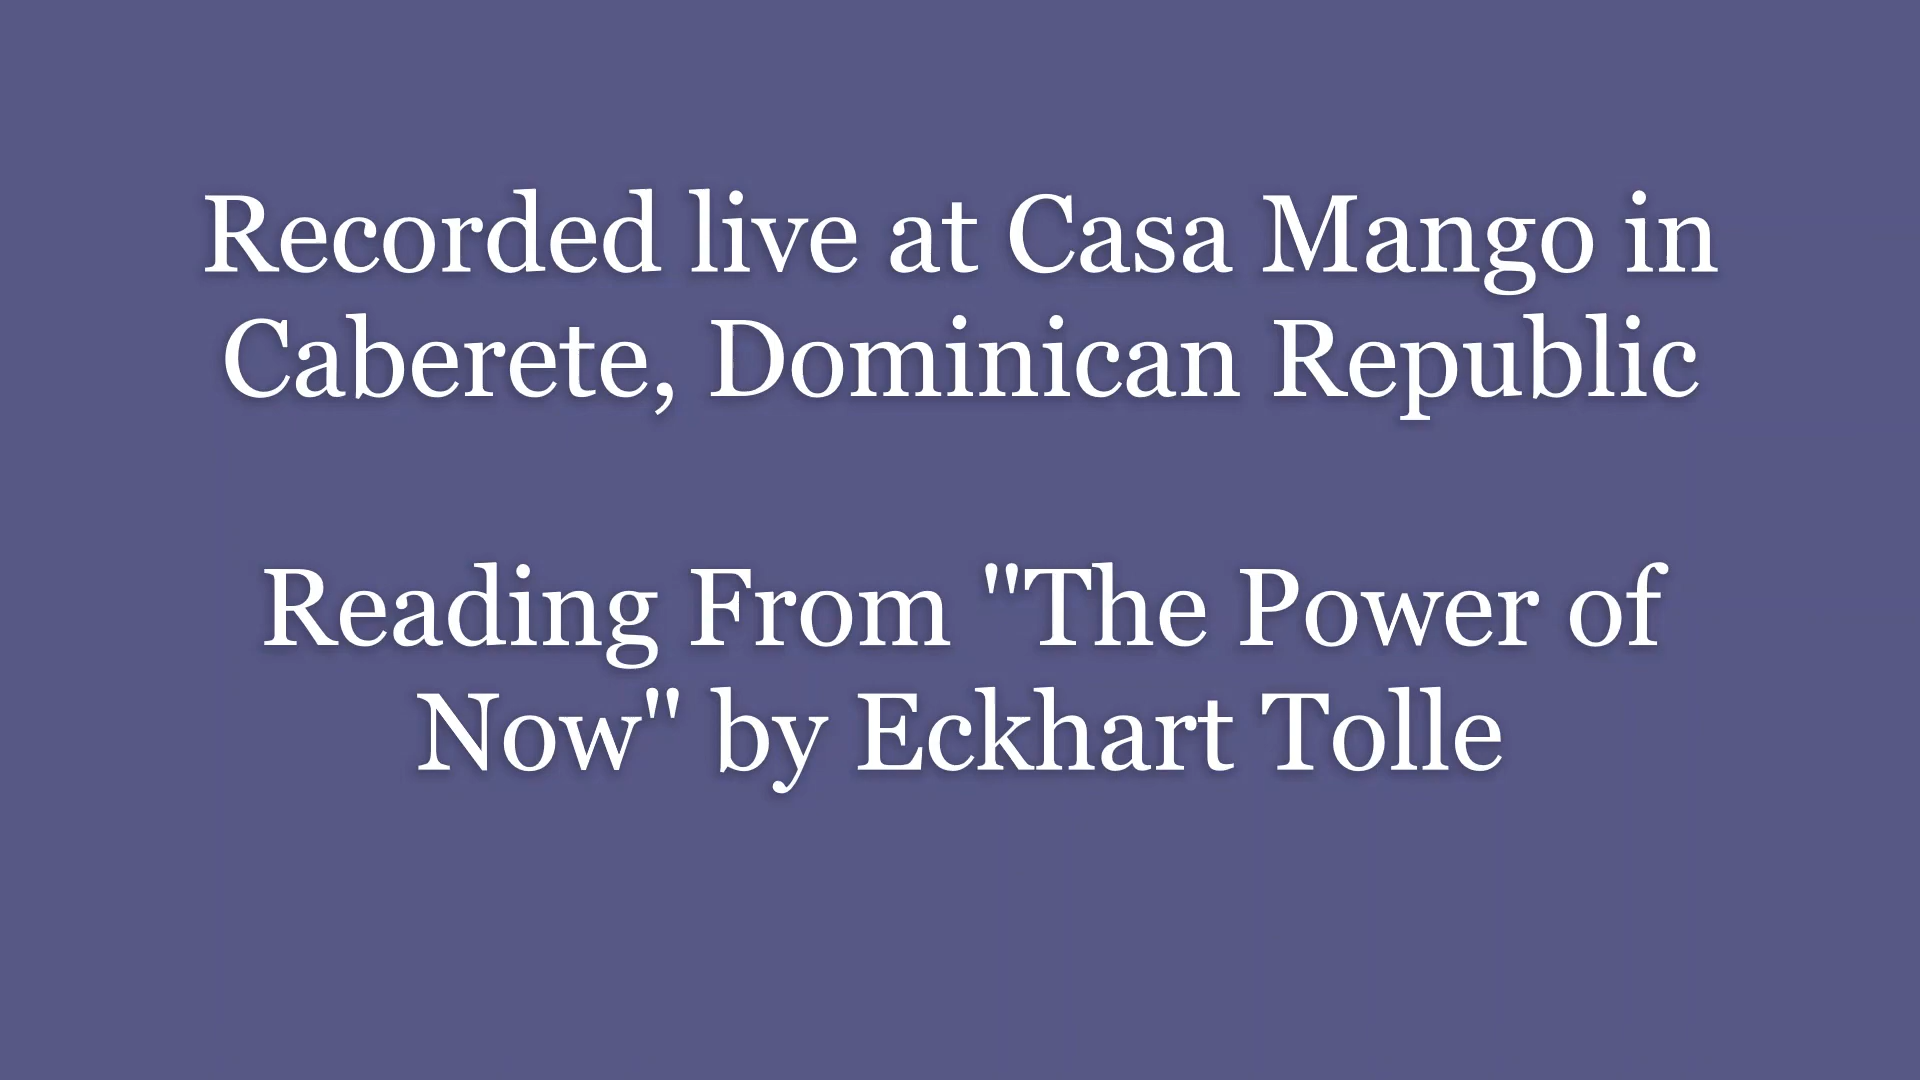 Recorded live at Casa Mango in
Caberete, Dominican Republic
Reading From "The Power of
Now" by Eckhart Tolle